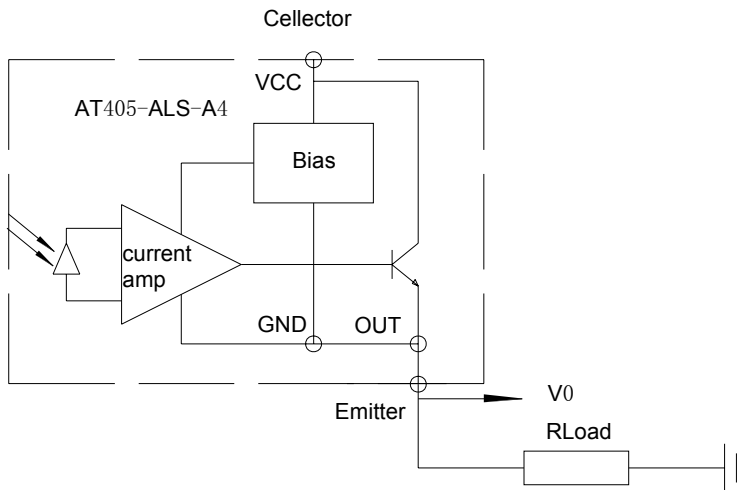 Cellector
VCC
AT405-ALS-A4
Bias
current
amp
GND
OUT
Emitter
V0
RLoad